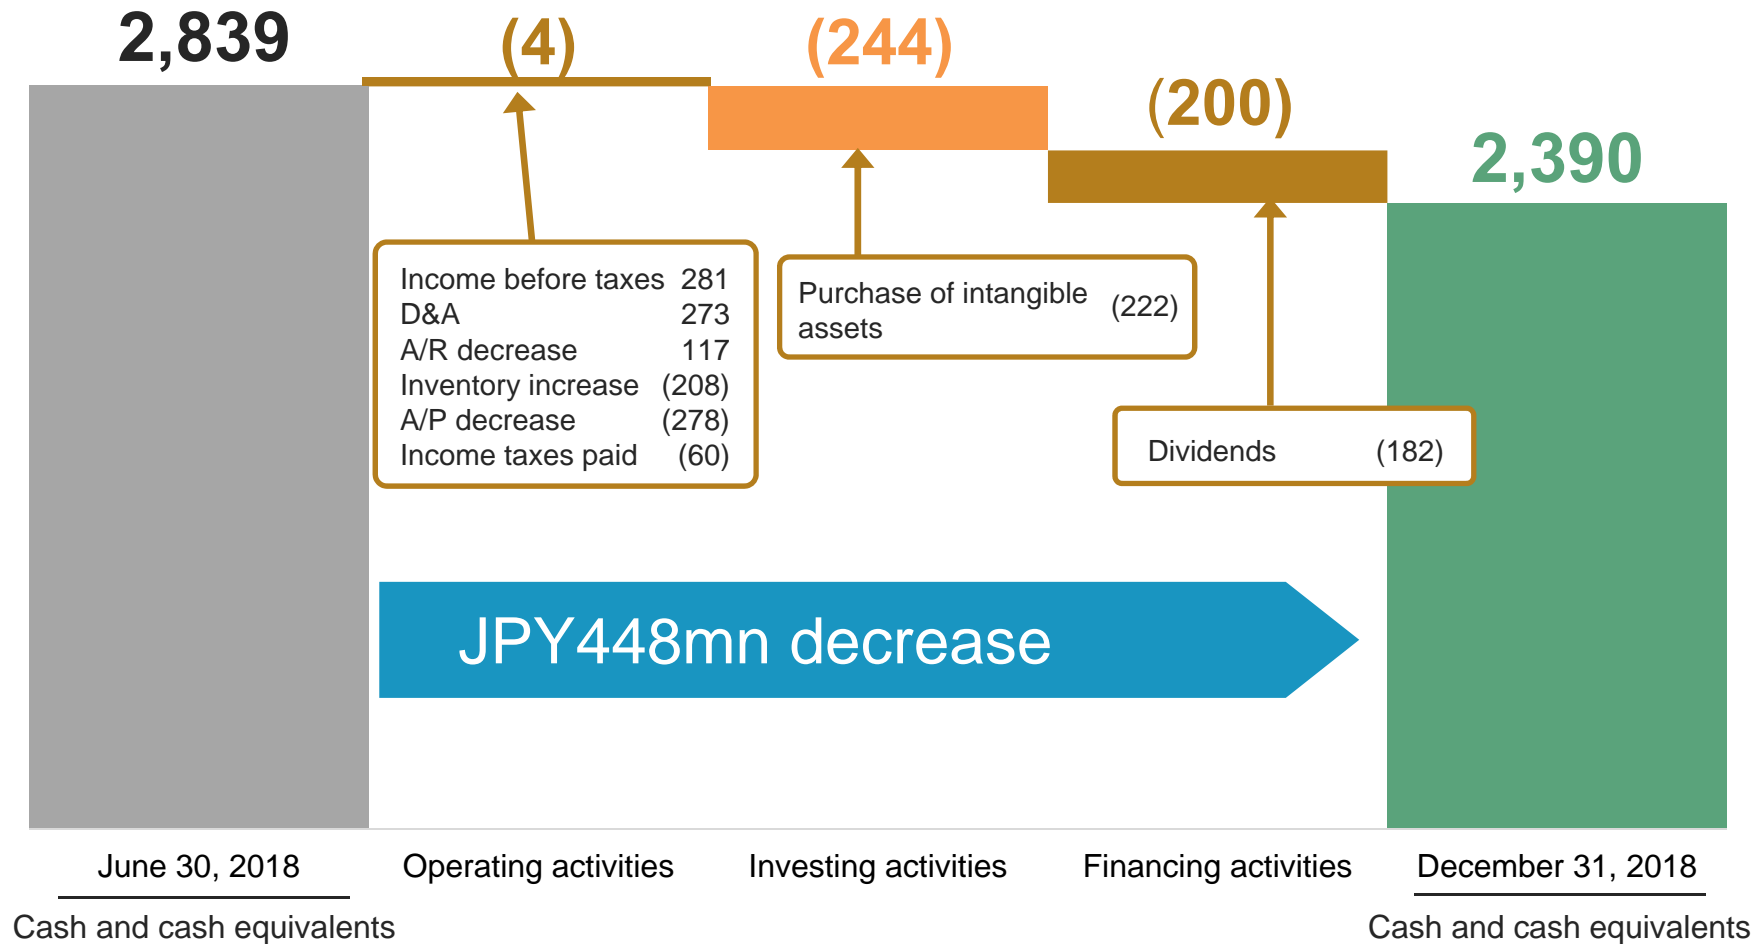 2,839
(4)
(244)
(200)
2,390
Income before taxes 281
D&A 273
A/R decrease 117
Inventory increase (208)
A/P decrease (278)
Income taxes paid (60)
Purchase of intangible
assets
(222)
Dividends (182)
JPY448mn decrease
June 30, 2018
Operating activities
Investing activities
Financing activities
December 31, 2018
Cash and cash equivalents
Cash and cash equivalents